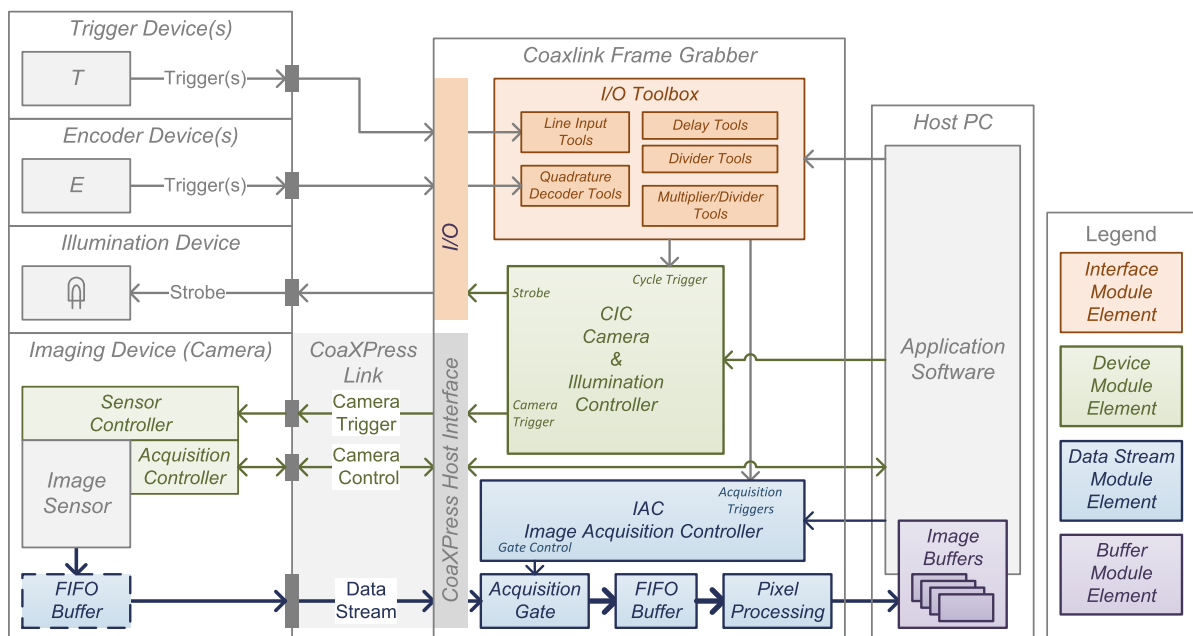 Trigger Device(s)
T
Trigger(s)
Encoder Device(s)
E
Trigger(s)
Illumination Device
Strobe
Imaging Device (Camera)
Sensor
Controller
Acquisition
Controller
Image
Sensor
FIFO
Buffer
CoaXPress
Link
Camera
Trigger
Camera
Control
Data
Stream
Coaxlink Frame Grabber
I/O
CoaXPress Host Interface
I/O Toolbox
Line Input
Tools
Quadrature
Decoder Tools
Delay Tools
Divider Tools
Multiplier/Divider
Tools
Cycle Trigger
Strobe
CIC
Camera
&
Illumination
Controller
Camera
Trigger
Acquisition
Triggers
IAC
Image Acquisition Controller
Gate Control
Acquisition
Gate
FIFO
Buffer
Pixel
Processing
Host PC
Application
Software
Image
Buffers
Legend
Interface
Module
Element
Device
Module
Element
Data Stream
Module
Element
Buffer
Module
Element